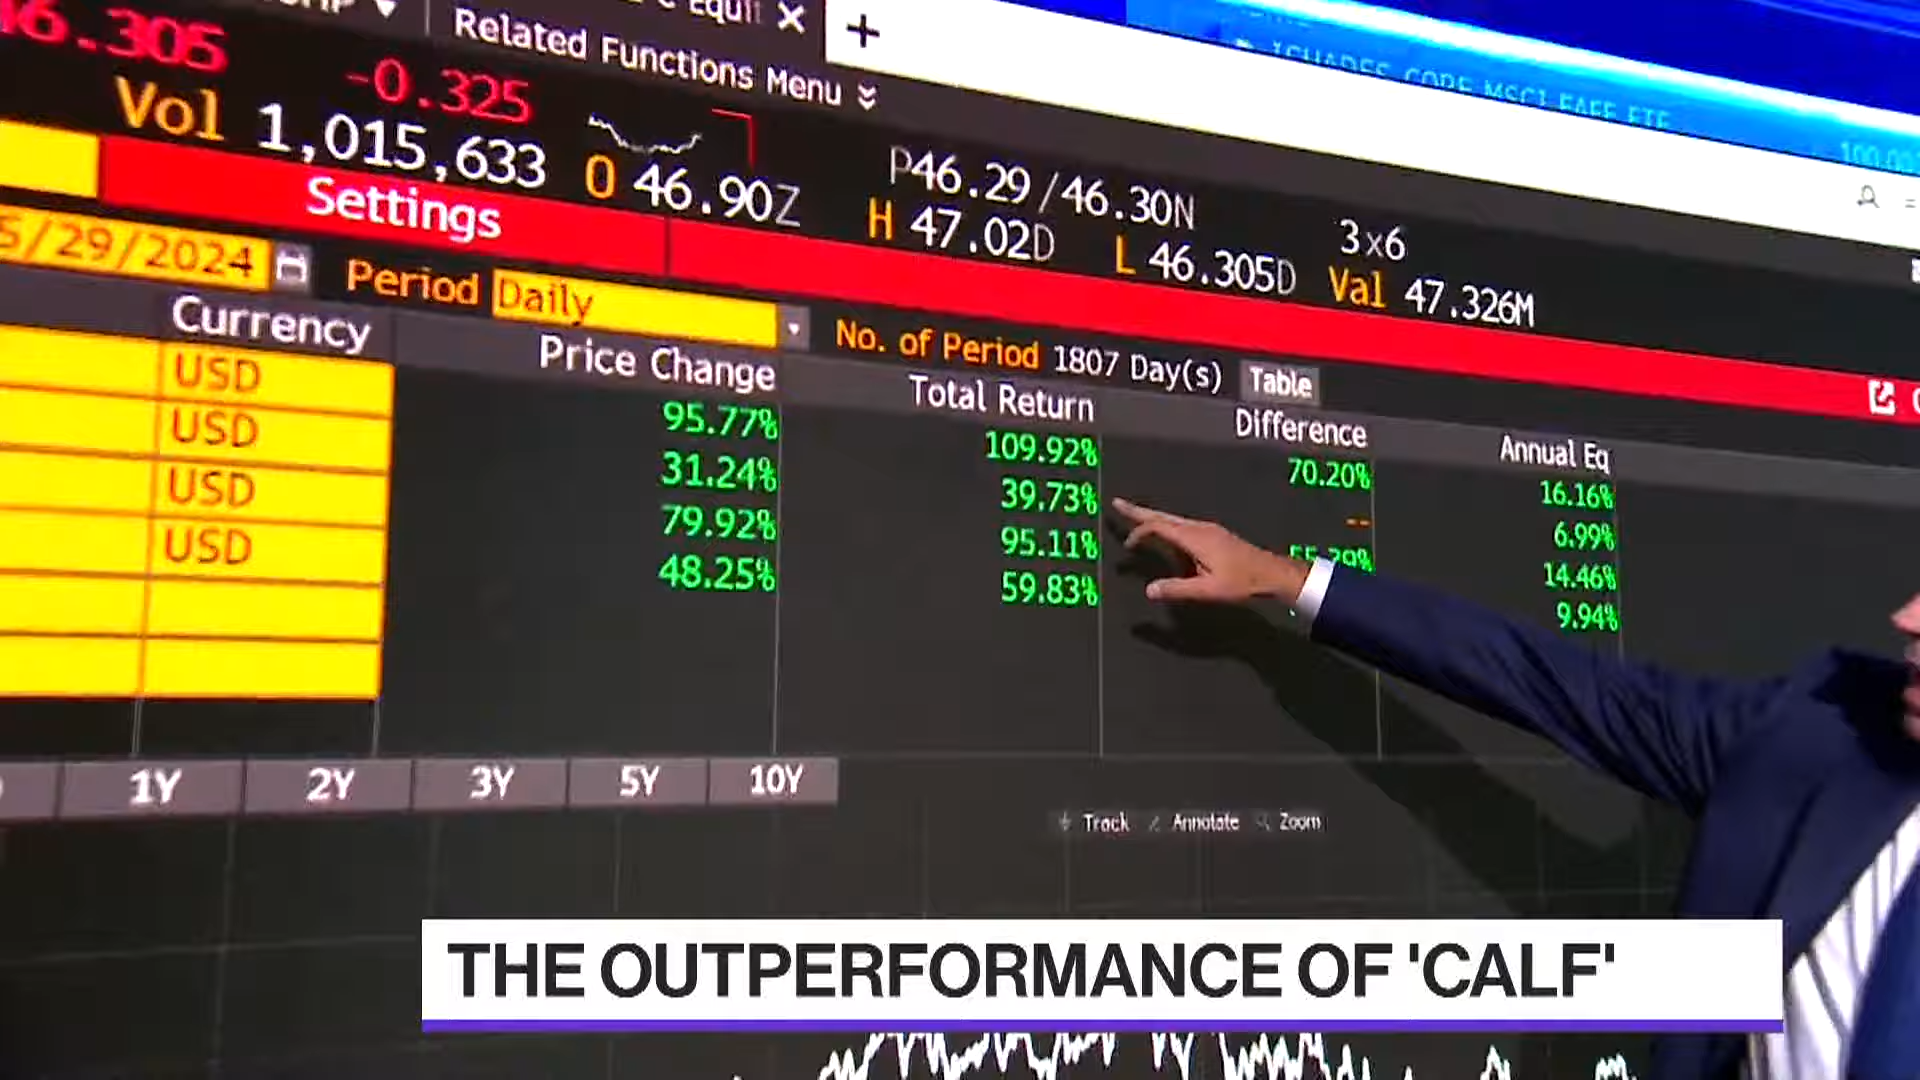 46.305
-0.325
Related Functions Menu
Vol 1,015,633 O 46.90Z
P46.29/46.30N
H 47.02D L 46.305D
3x6
Val 47.326M
Settings
5/29/2024 Period Daily No. of Period 1807 Day(s) Table
Currency Price Change Total Return Difference Annual Eq
USD 95.77% 109.92% 70.20% 16.16%
USD 31.24% 39.73% -- 6.99%
USD 79.92% 95.11% 14.46%
USD 48.25% 59.83% 9.94%
1Y 2Y 3Y 5Y 10Y
Track Annotate Zoom
THE OUTPERFORMANCE OF 'CALF'